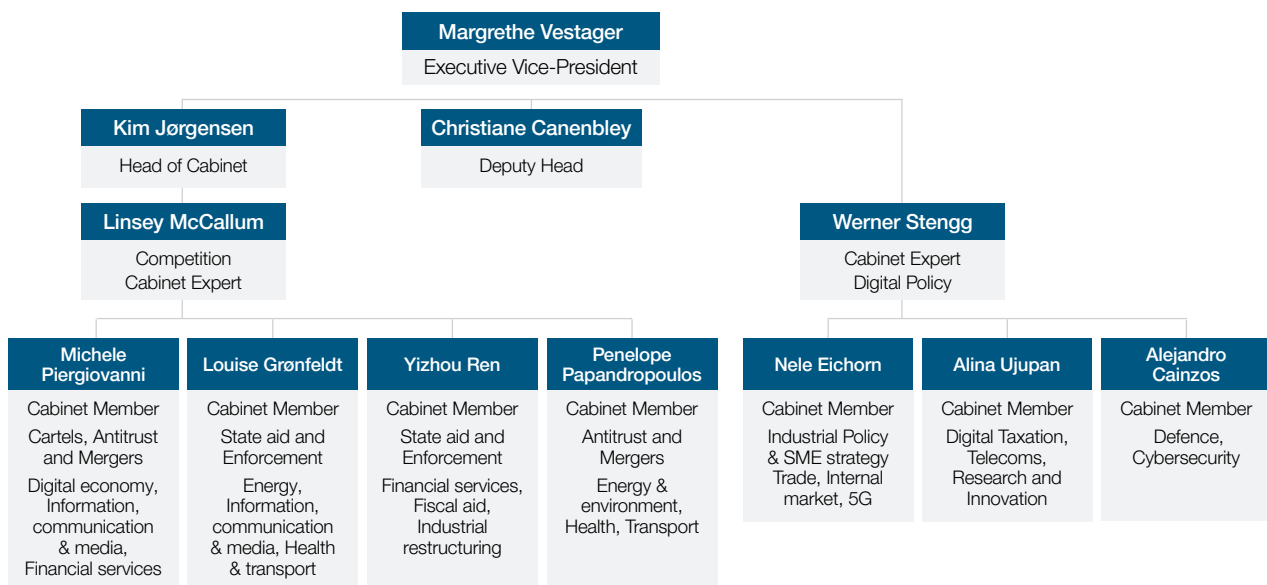 Margrethe Vestager
Executive Vice-President
Kim Jørgensen
Head of Cabinet
Christiane Canenbley
Deputy Head
Linsey McCallum
Competition
Cabinet Expert
Werner Stengg
Cabinet Expert
Digital Policy
Michele
Piergiovanni
Cabinet Member
Cartels, Antitrust
and Mergers
Digital economy,
Information,
communication
& media,
Financial services
Louise Grønfeldt
Cabinet Member
State aid and
Enforcement
Energy,
Information,
communication
& media, Health
& transport
Yizhou Ren
Cabinet Member
State aid and
Enforcement
Financial services,
Fiscal aid,
Industrial
restructuring
Penelope
Papandropoulos
Cabinet Member
Antitrust and
Mergers
Energy &
environment,
Health, Transport
Nele Eichorn
Cabinet Member
Industrial Policy
& SME strategy
Trade, Internal
market, 5G
Alina Ujupan
Cabinet Member
Digital Taxation,
Telecoms,
Research and
Innovation
Alejandro
Cainzos
Cabinet Member
Defence,
Cybersecurity